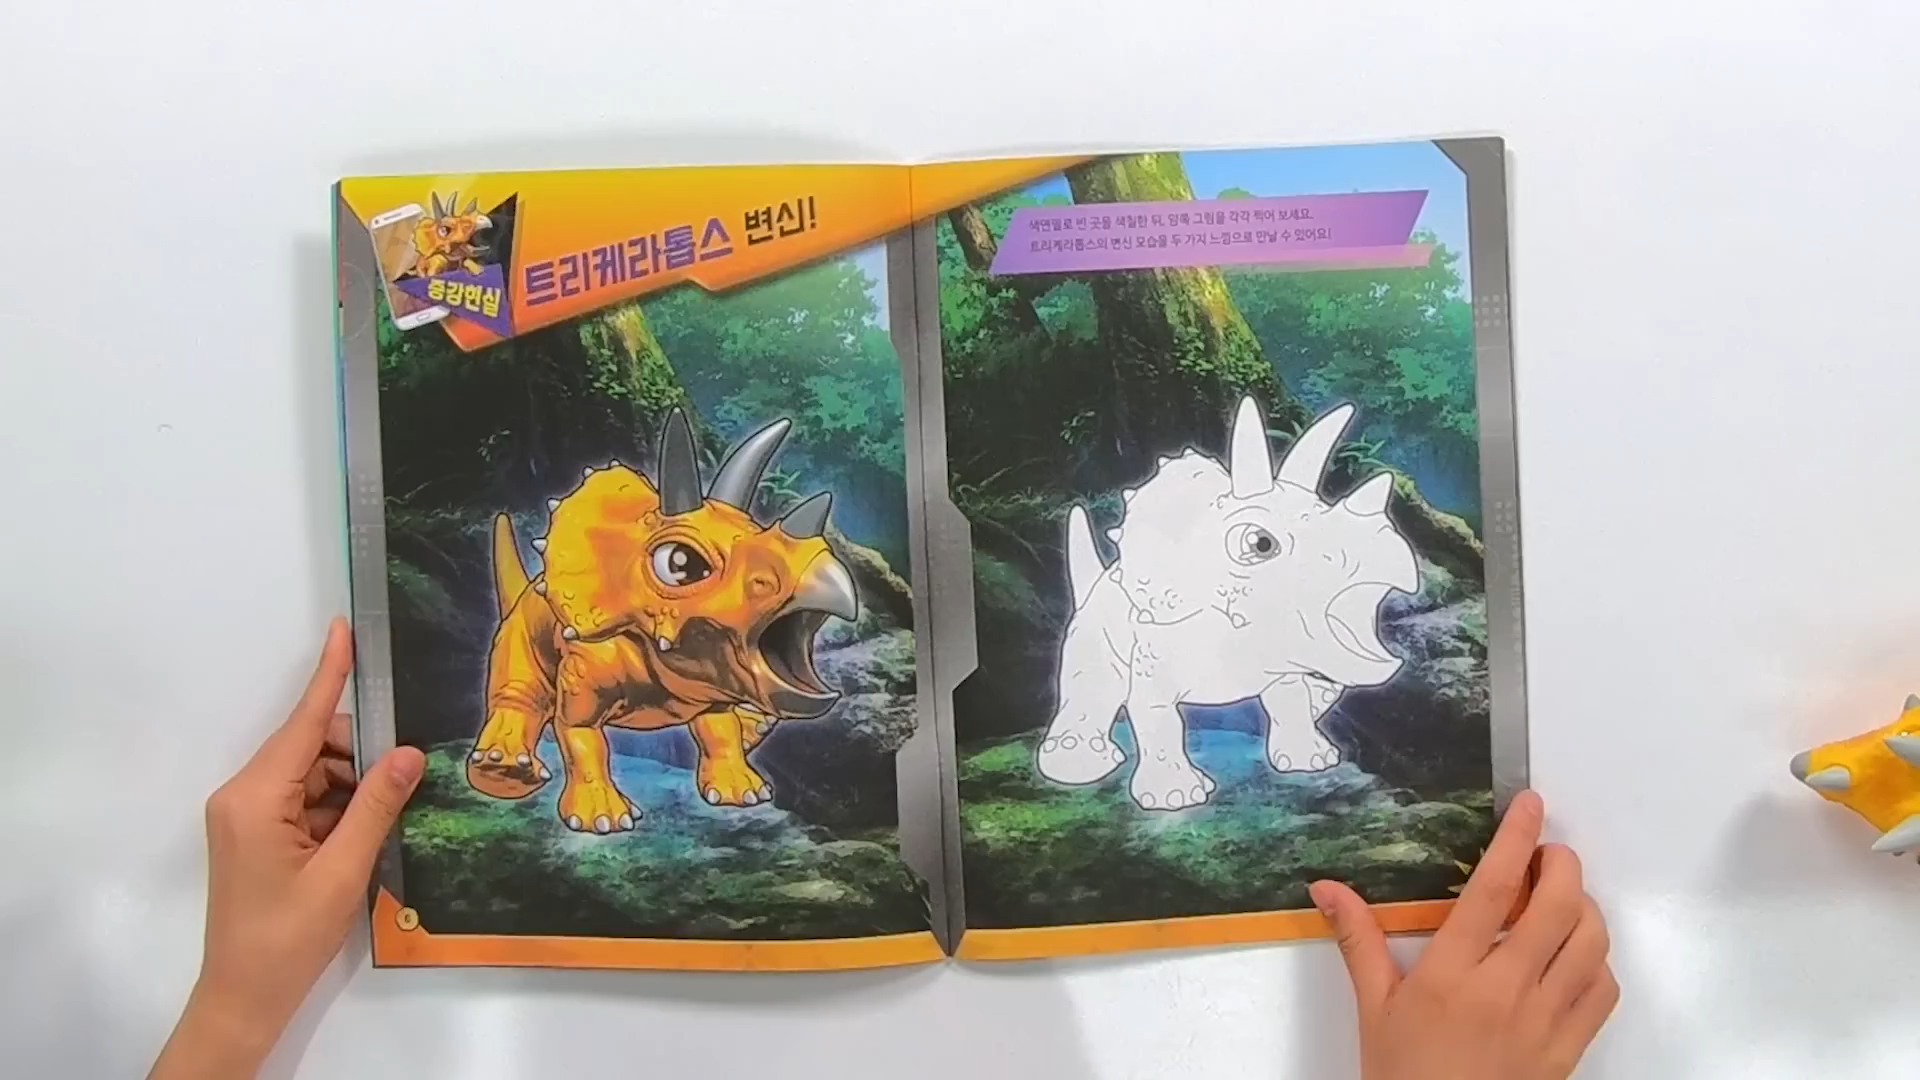 증강현실
트리케라톱스 변신!
색연필로 빈 곳을 색칠한 뒤, 양쪽 그림을 각각 찍어 보세요.
트리케라톱스의 변신 모습을 두 가지 느낌으로 만날 수 있어요!
6